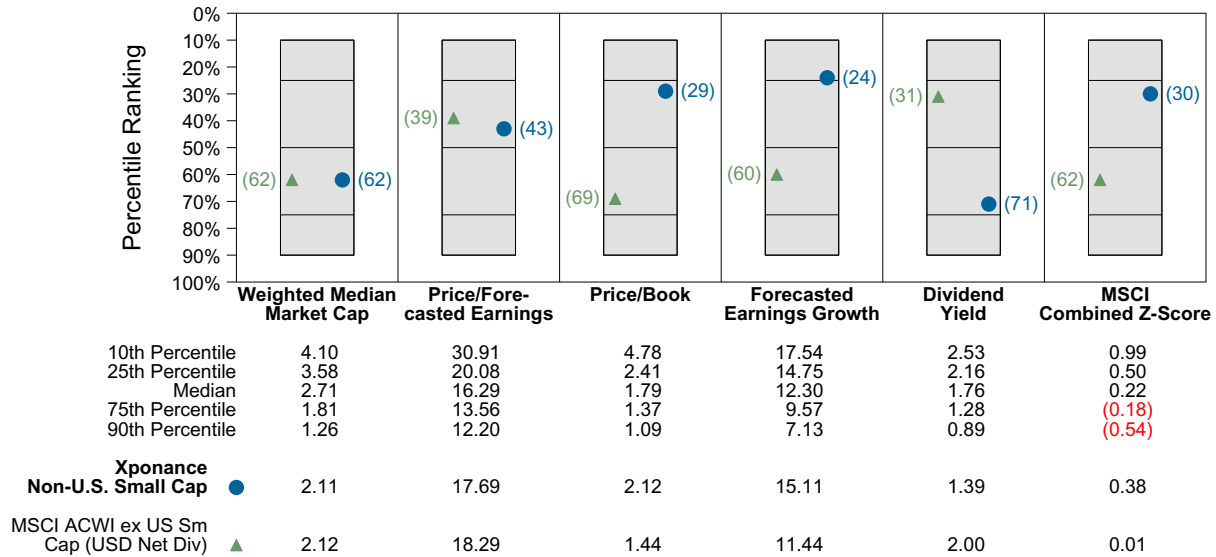 Percentile Ranking
0%
10%
20%
30%
40%
50%
60%
70%
80%
90%
100%
(62) (62)
(39) (43)
(69) (29)
(60) (24)
(31) (71)
(62) (30)
Weighted Median
Market Cap
Price/Fore-
casted Earnings
Price/Book
Forecasted
Earnings Growth
Dividend
Yield
MSCI
Combined Z-Score
10th Percentile 4.10 30.91 4.78 17.54 2.53 0.99
25th Percentile 3.58 20.08 2.41 14.75 2.16 0.50
Median 2.71 16.29 1.79 12.30 1.76 0.22
75th Percentile 1.81 13.56 1.37 9.57 1.28 (0.18)
90th Percentile 1.26 12.20 1.09 7.13 0.89 (0.54)
Xponance
Non-U.S. Small Cap 2.11 17.69 2.12 15.11 1.39 0.38
MSCI ACWI ex US Sm
Cap (USD Net Div) 2.12 18.29 1.44 11.44 2.00 0.01